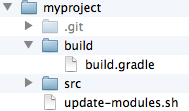 myproject
.git
build
build.gradle
src
update-modules.sh